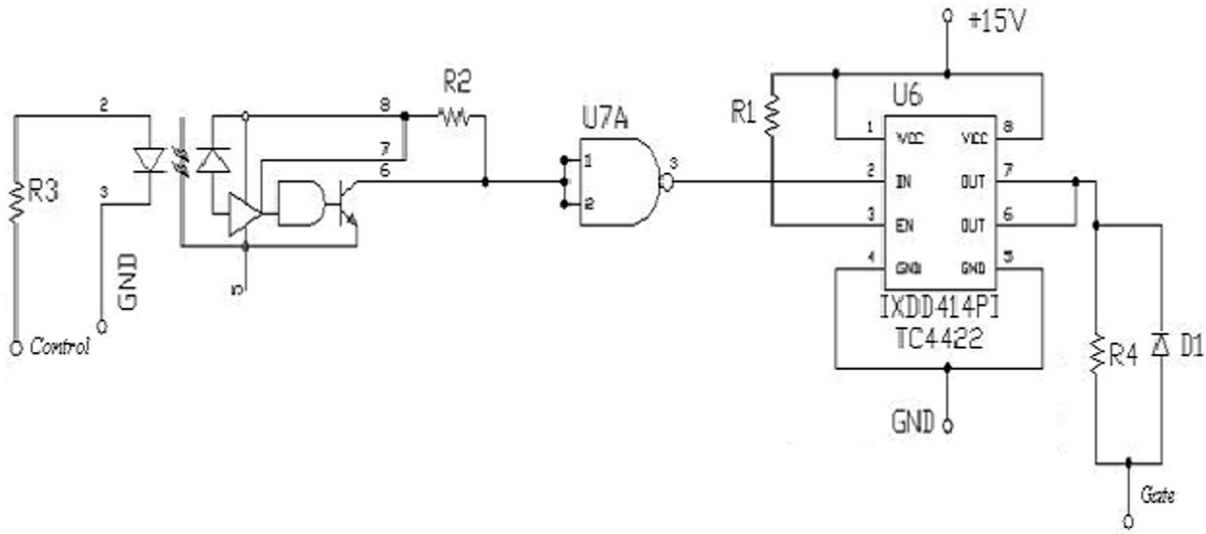 +15V
R2
U6
2
8
U7A
R1
1
VCC
VCC
8
7
1
3
2
IN
OUT
7
6
R3
3
2
3
EN
OUT
6
4
GND
GND
5
GND
5
IXDD414PI
TC4422
Control
R4
D1
GND
Gate